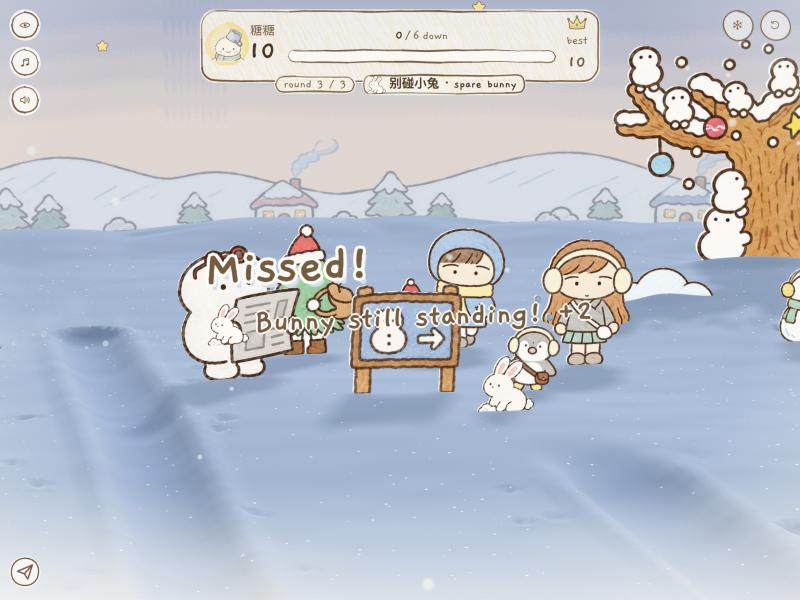 糖糖
10
0/6 down
best
10
round 3 / 3
别碰小兔 · spare bunny
Missed!
Bunny still standing! +2